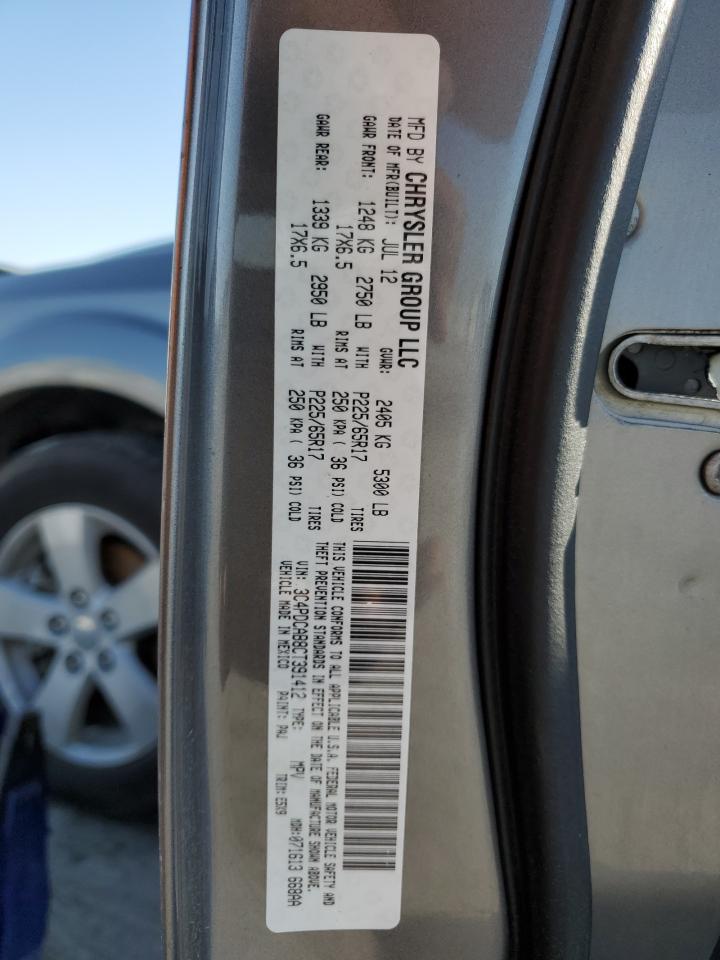 MFD BY CHRYSLER GROUP LLC
DATE OF MFR(BUILT): JUL 12 GVWR: 2405 KG 5300 LB
GAWR FRONT: 1248 KG 2750 LB WITH P225/65R17 TIRES
17X6.5 RIMS AT 250 KPA ( 36 PSI) COLD
GAWR REAR: 1339 KG 2950 LB WITH P225/65R17 TIRES
17X6.5 RIMS AT 250 KPA ( 36 PSI) COLD
THIS VEHICLE CONFORMS TO ALL APPLICABLE U.S.A. FEDERAL MOTOR VEHICLE SAFETY AND
THEFT PREVENTION STANDARDS IN EFFECT ON THE DATE OF MANUFACTURE SHOWN ABOVE.
VIN: 3C4PDCAB8CT391412 TYPE: MPV MDH:071613 668AA
VEHICLE MADE IN MEXICO PAINT: PAU TRIM:E5X9